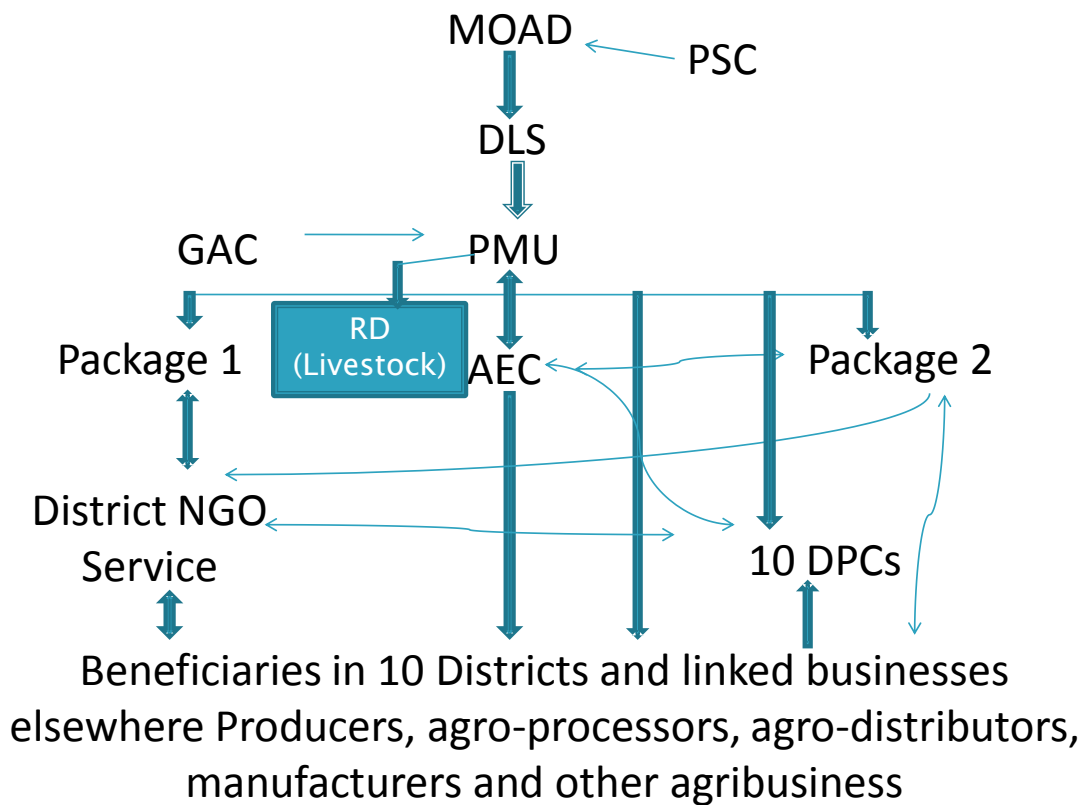 MOAD
PSC
DLS
GAC
PMU
RD
(Livestock)
Package 1
AEC
Package 2
District NGO
Service
10 DPCs
Beneficiaries in 10 Districts and linked businesses
elsewhere Producers, agro-processors, agro-distributors,
manufacturers and other agribusiness